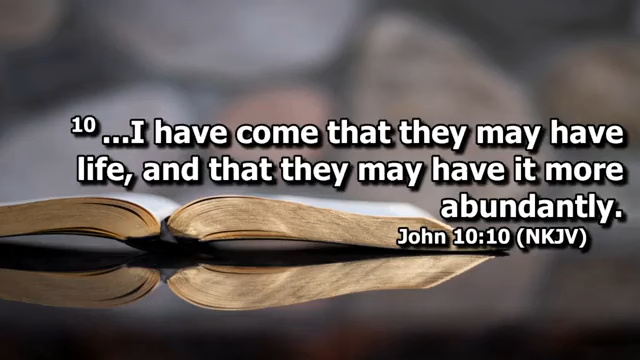 10 ...I have come that they may have
life, and that they may have it more
abundantly.
John 10:10 (NKJV)